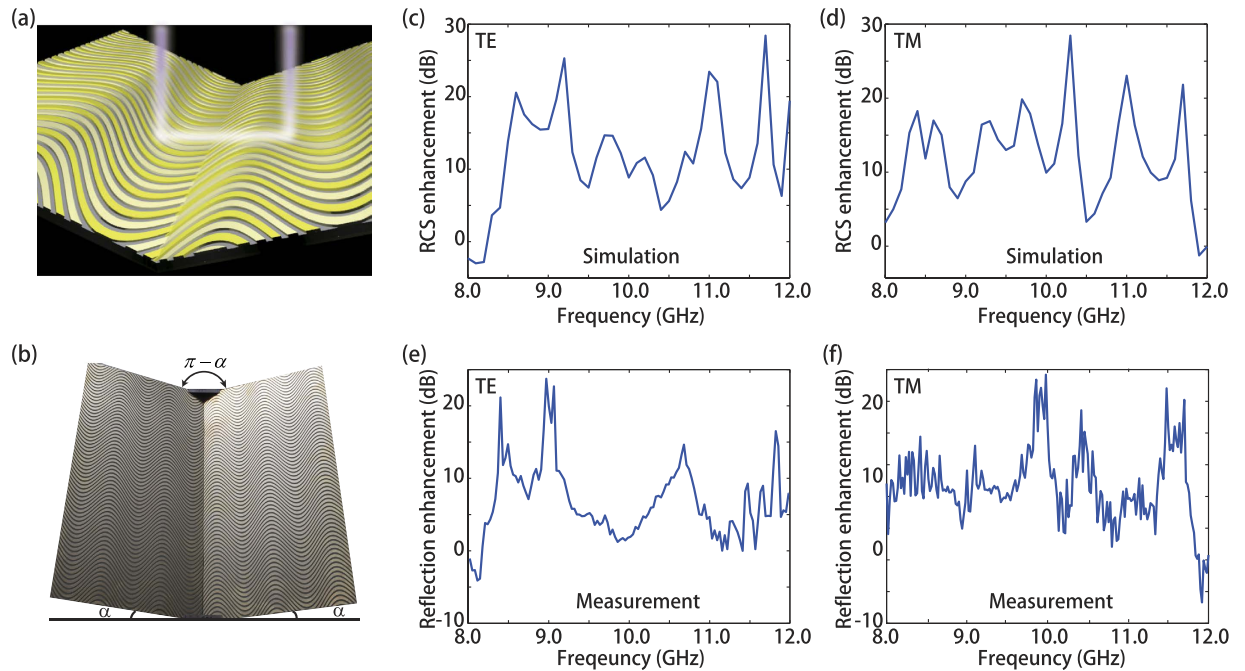 (a)
(b)
π − α
α
α
(c)
TE
RCS enhancement (dB)
30
20
10
0
Simulation
8.0 9.0 10.0 11.0 12.0
Frequency (GHz)
(d)
TM
RCS enhancement (dB)
30
20
10
0
Simulation
8.0 9.0 10.0 11.0 12.0
Frequency (GHz)
(e)
TE
Reflection enhancement (dB)
20
10
0
-10
Measurement
8.0 9.0 10.0 11.0 12.0
Frequency (GHz)
(f)
TM
Reflection enhancement (dB)
20
10
0
-10
Measurement
8.0 9.0 10.0 11.0 12.0
Frequency (GHz)